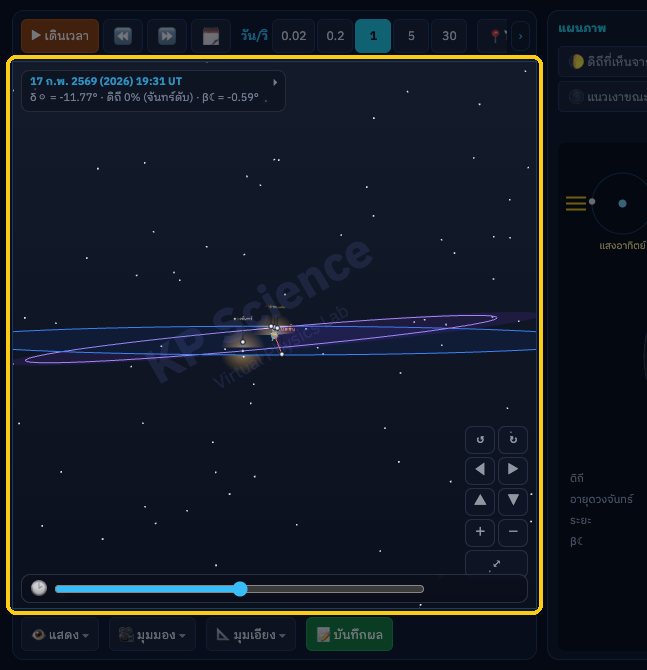 ▶ เดินเวลา ⏪ ⏩ วัน/วิ 0.02 0.2 1 5 30
แผนภาพ
17 ก.พ. 2569 (2026) 19:31 UT
δ☉ = -11.77° · ดิถี 0% (จันทร์ดับ) · β☾ = -0.59°
ดิถีที่เห็นจาก
แนวเงาขณะ
แสงอาทิตย์
KP Science
Virtual Physics Lab
ดิถี
อายุดวงจันทร์
ระยะ
β☾
แสดง
มุมมอง
มุมเอียง
บันทึกผล